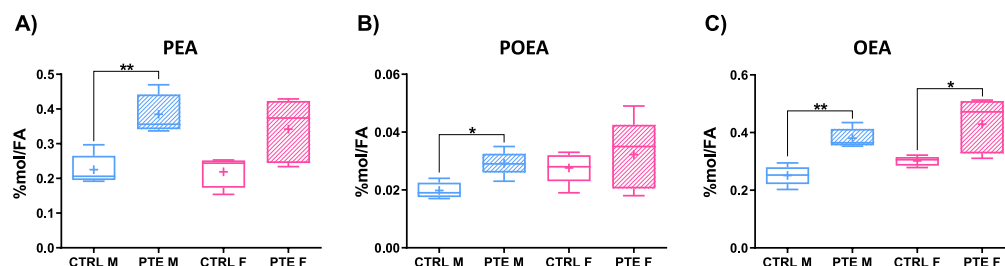 A)
PEA
%mol/FA
0.5
0.4
0.3
0.2
0.1
0.0
**
CTRL M PTE M CTRL F PTE F
B)
POEA
%mol/FA
0.06
0.04
0.02
0.00
*
CTRL M PTE M CTRL F PTE F
C)
OEA
%mol/FA
0.6
0.4
0.2
0.0
**
*
CTRL M PTE M CTRL F PTE F